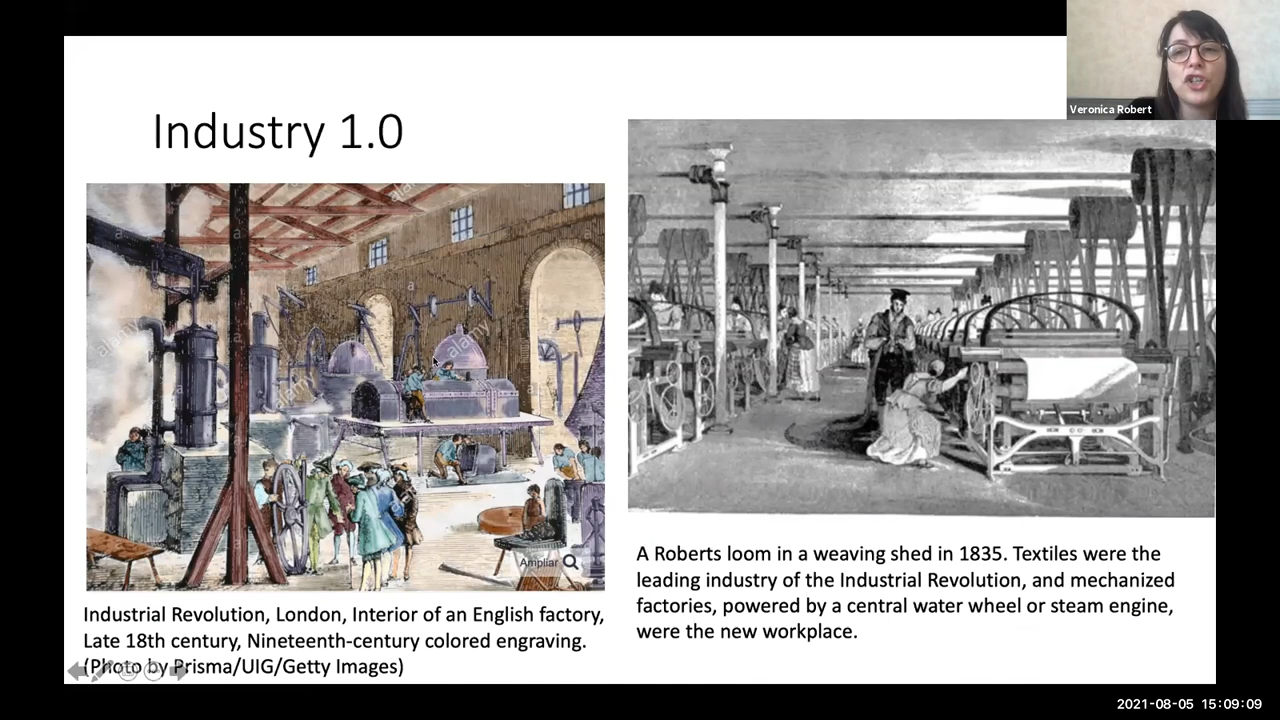 Veronica Robert
Industry 1.0
alamy
alamy
alamy
a
a
a
Ampliar
Industrial Revolution, London, Interior of an English factory,
Late 18th century, Nineteenth-century colored engraving.
(Photo by Prisma/UIG/Getty Images)
A Roberts loom in a weaving shed in 1835. Textiles were the
leading industry of the Industrial Revolution, and mechanized
factories, powered by a central water wheel or steam engine,
were the new workplace.
2021-08-05 15:09:09